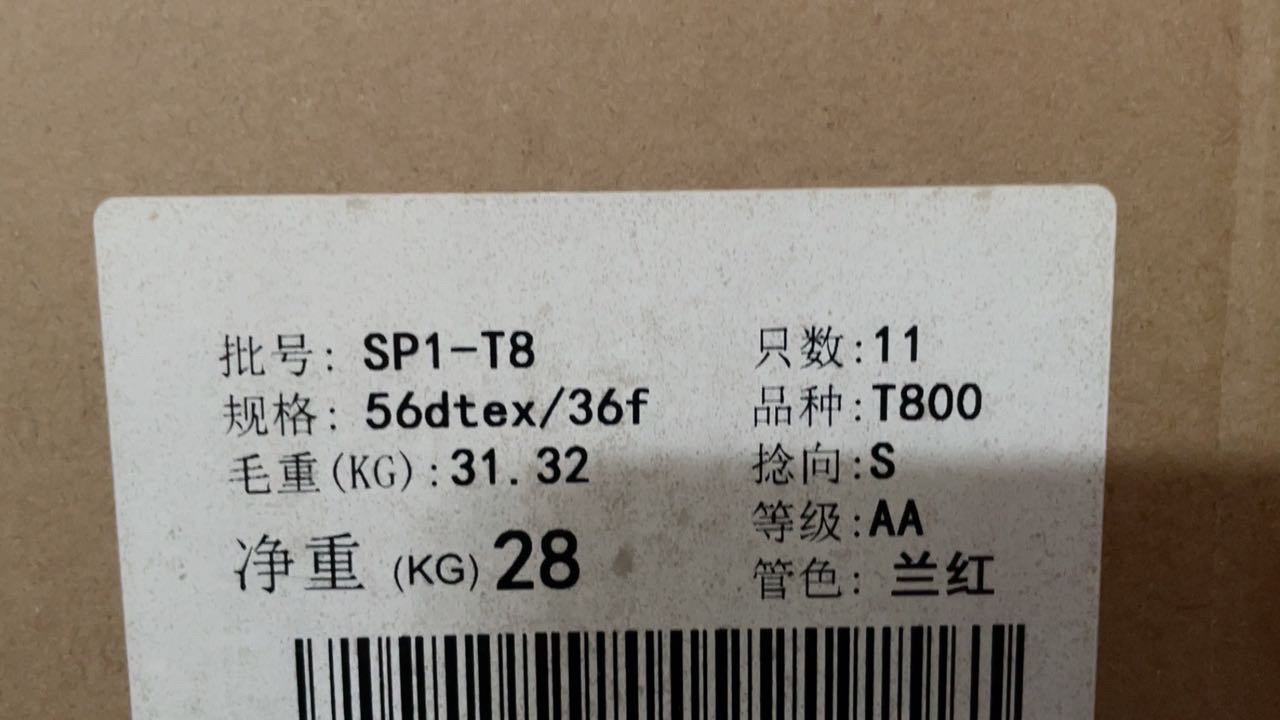 批号: SP1-T8
规格: 56dtex/36f
毛重(KG):31.32
净重 (KG) 28
只数:11
品种:T800
捻向:S
等级:AA
管色: 兰红